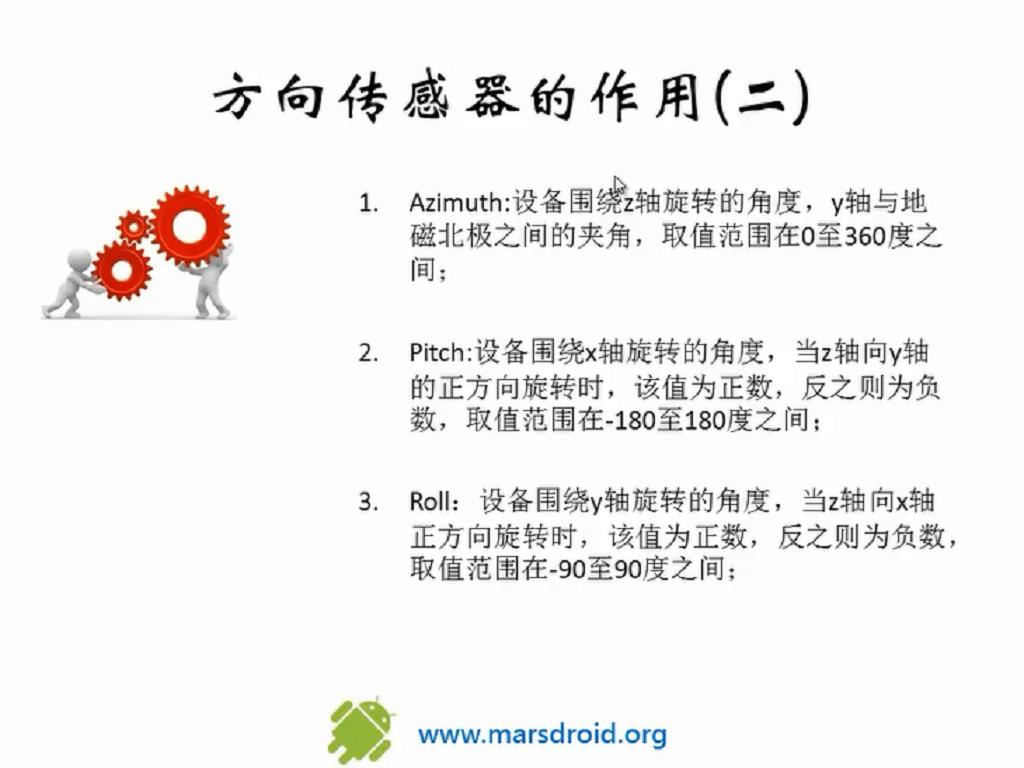 方向传感器的作用(二)
1. Azimuth:设备围绕z轴旋转的角度，y轴与地
磁北极之间的夹角，取值范围在0至360度之
间；
2. Pitch:设备围绕x轴旋转的角度，当z轴向y轴
的正方向旋转时，该值为正数，反之则为负
数，取值范围在-180至180度之间；
3. Roll：设备围绕y轴旋转的角度，当z轴向x轴
正方向旋转时，该值为正数，反之则为负数，
取值范围在-90至90度之间；
www.marsdroid.org